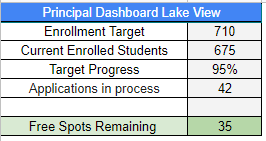 Principal Dashboard Lake View
Enrollment Target 710
Current Enrolled Students 675
Target Progress 95%
Applications in process 42
Free Spots Remaining 35